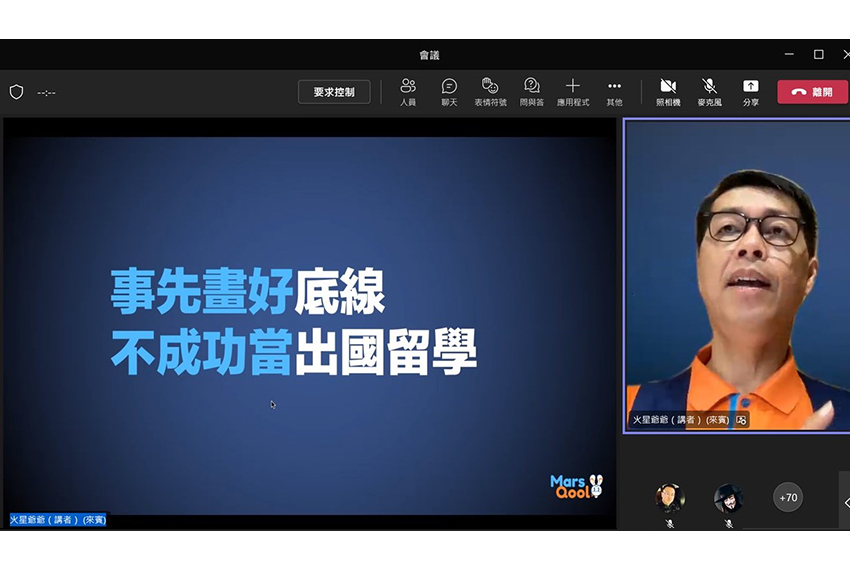 會議
--:--
要求控制
人員
聊天
表情符號
問與答
應用程式
其他
照相機
麥克風
分享
離開
事先畫好底線
不成功當出國留學
Mars
Qool
火星爺爺（講者）(來賓)
火星爺爺（講者）(來賓)
+70